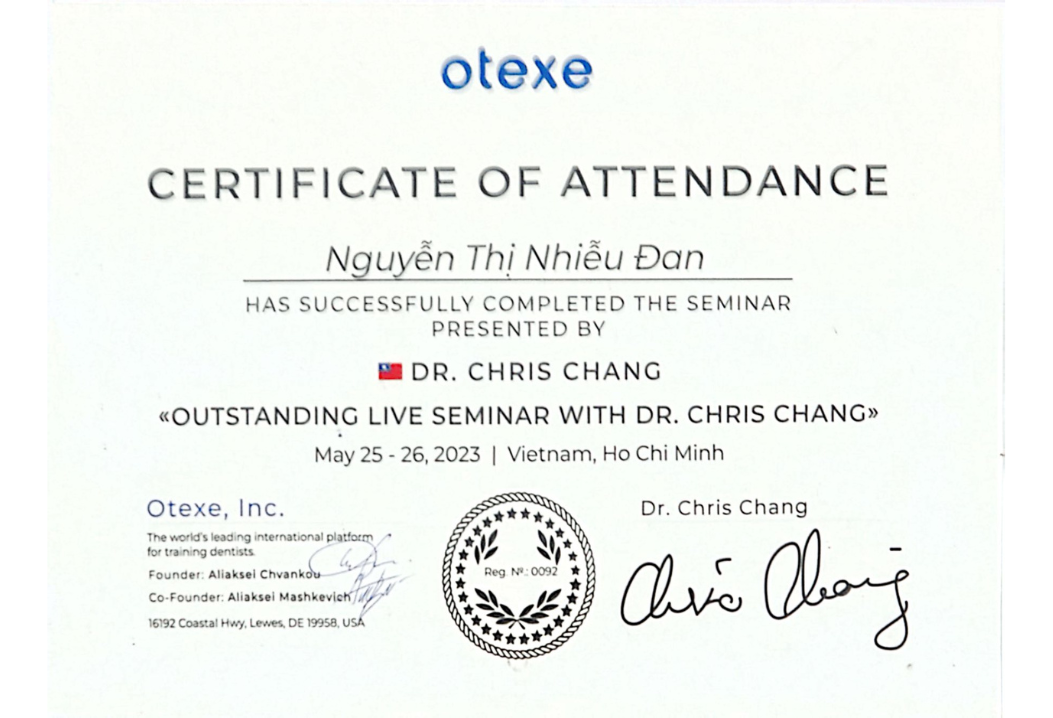 otexe
CERTIFICATE OF ATTENDANCE
Nguyễn Thị Nhiễu Đan
HAS SUCCESSFULLY COMPLETED THE SEMINAR
PRESENTED BY
DR. CHRIS CHANG
«OUTSTANDING LIVE SEMINAR WITH DR. CHRIS CHANG»
May 25 - 26, 2023 | Vietnam, Ho Chi Minh
Otexe, Inc.
The world's leading international platform
for training dentists.
Founder: Aliaksei Chvankou
Co-Founder: Aliaksei Mashkevich
16192 Coastal Hwy, Lewes, DE 19958, USA
Reg. №.: 0092
Dr. Chris Chang
Chris Chang